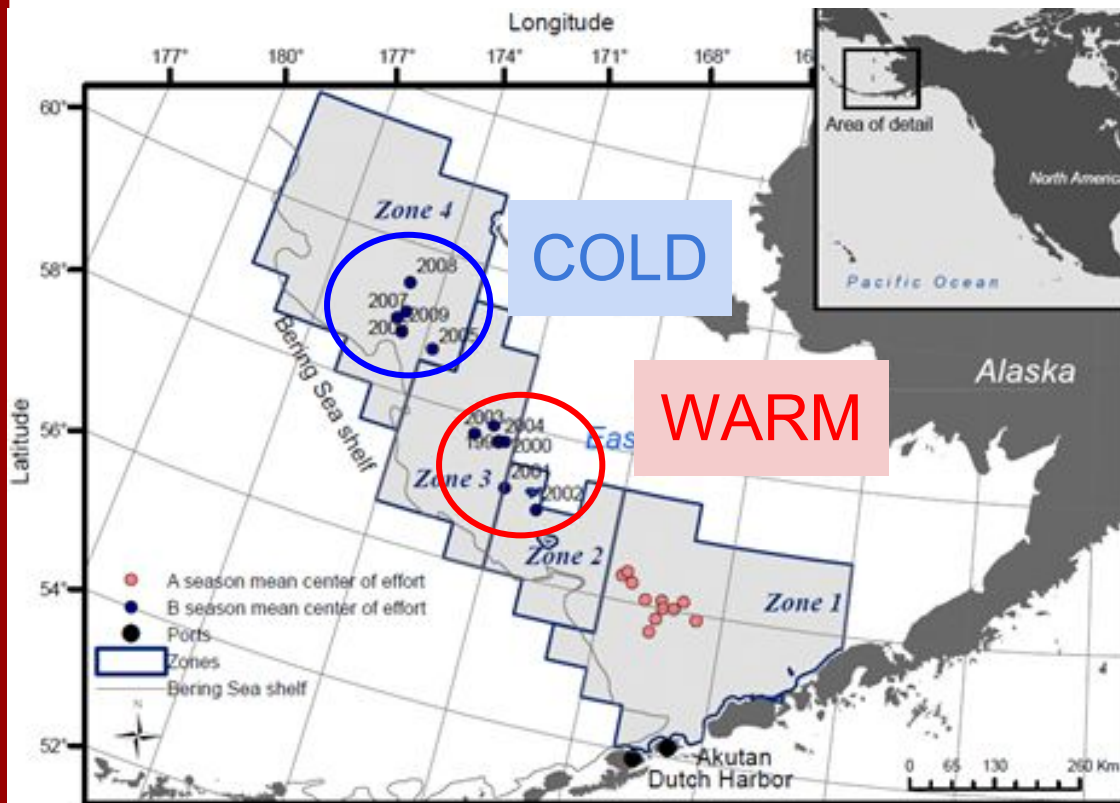 Longitude
177°
180°
177°
174°
171°
168°
60°
58°
56°
54°
52°
Latitude
Area of detail
North America
Pacific Ocean
Zone 4
COLD
2008
2007
2009
2005
Bering Sea shelf
WARM
Alaska
2003
2004
2000
Zone 3
2001
2002
Zone 2
Zone 1
A season mean center of effort
B season mean center of effort
Ports
Zones
Bering Sea shelf
N
4
Akutan
Dutch Harbor
0 65 130 260 Km